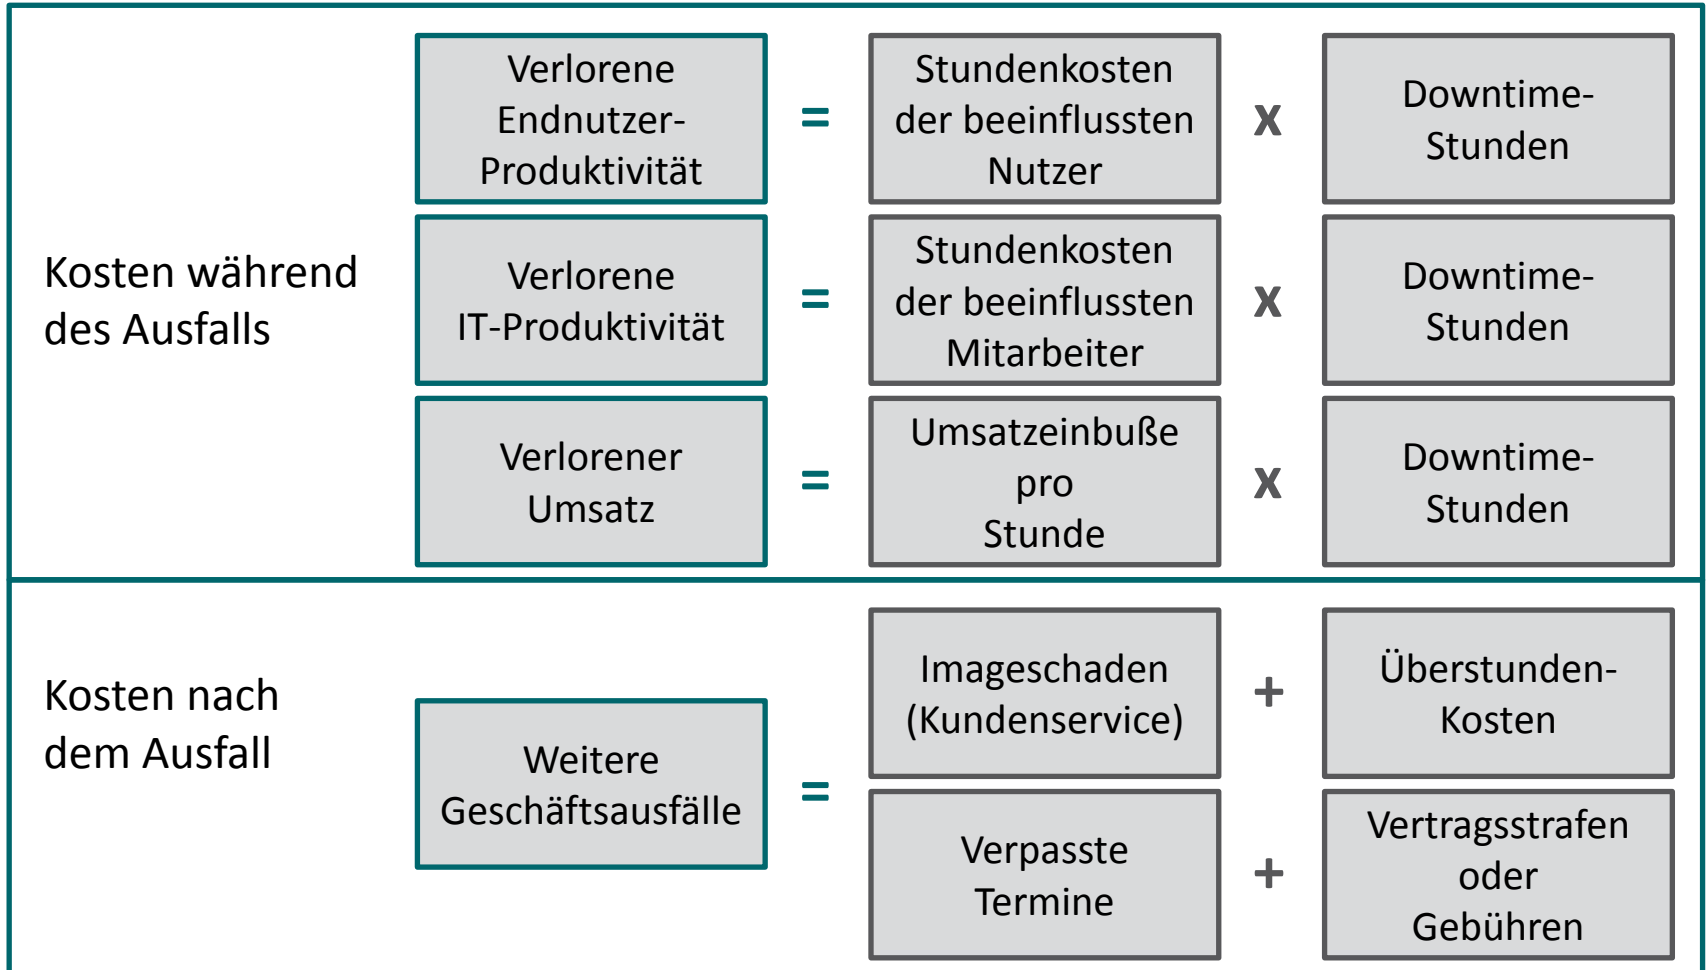 Kosten während
des Ausfalls
Verlorene
Endnutzer-
Produktivität
=
Stundenkosten
der beeinflussten
Nutzer
x
Downtime-
Stunden
Verlorene
IT-Produktivität
=
Stundenkosten
der beeinflussten
Mitarbeiter
x
Downtime-
Stunden
Verlorener
Umsatz
=
Umsatzeinbuße
pro
Stunde
x
Downtime-
Stunden
Kosten nach
dem Ausfall
Weitere
Geschäftsausfälle
=
Imageschaden
(Kundenservice)
+
Überstunden-
Kosten
Verpasste
Termine
+
Vertragsstrafen
oder
Gebühren